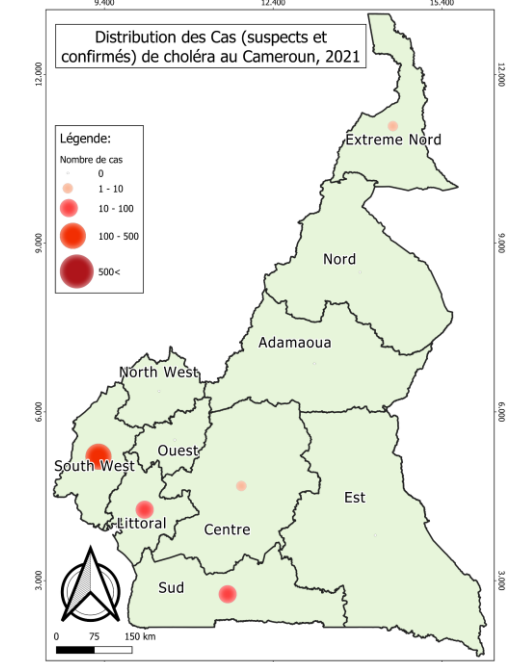 9.400 12.400 15.400
Distribution des Cas (suspects et
confirmés) de choléra au Cameroun, 2021
12.000 12.000
Légende:
Nombre de cas
0
1 - 10
10 - 100
100 - 500
500<
Extreme Nord
9.000 9.000
Nord
Adamaoua
North West
6.000 6.000
Ouest
South West
Est
Littoral
Centre
3.000 3.000
Sud
0 75 150 km